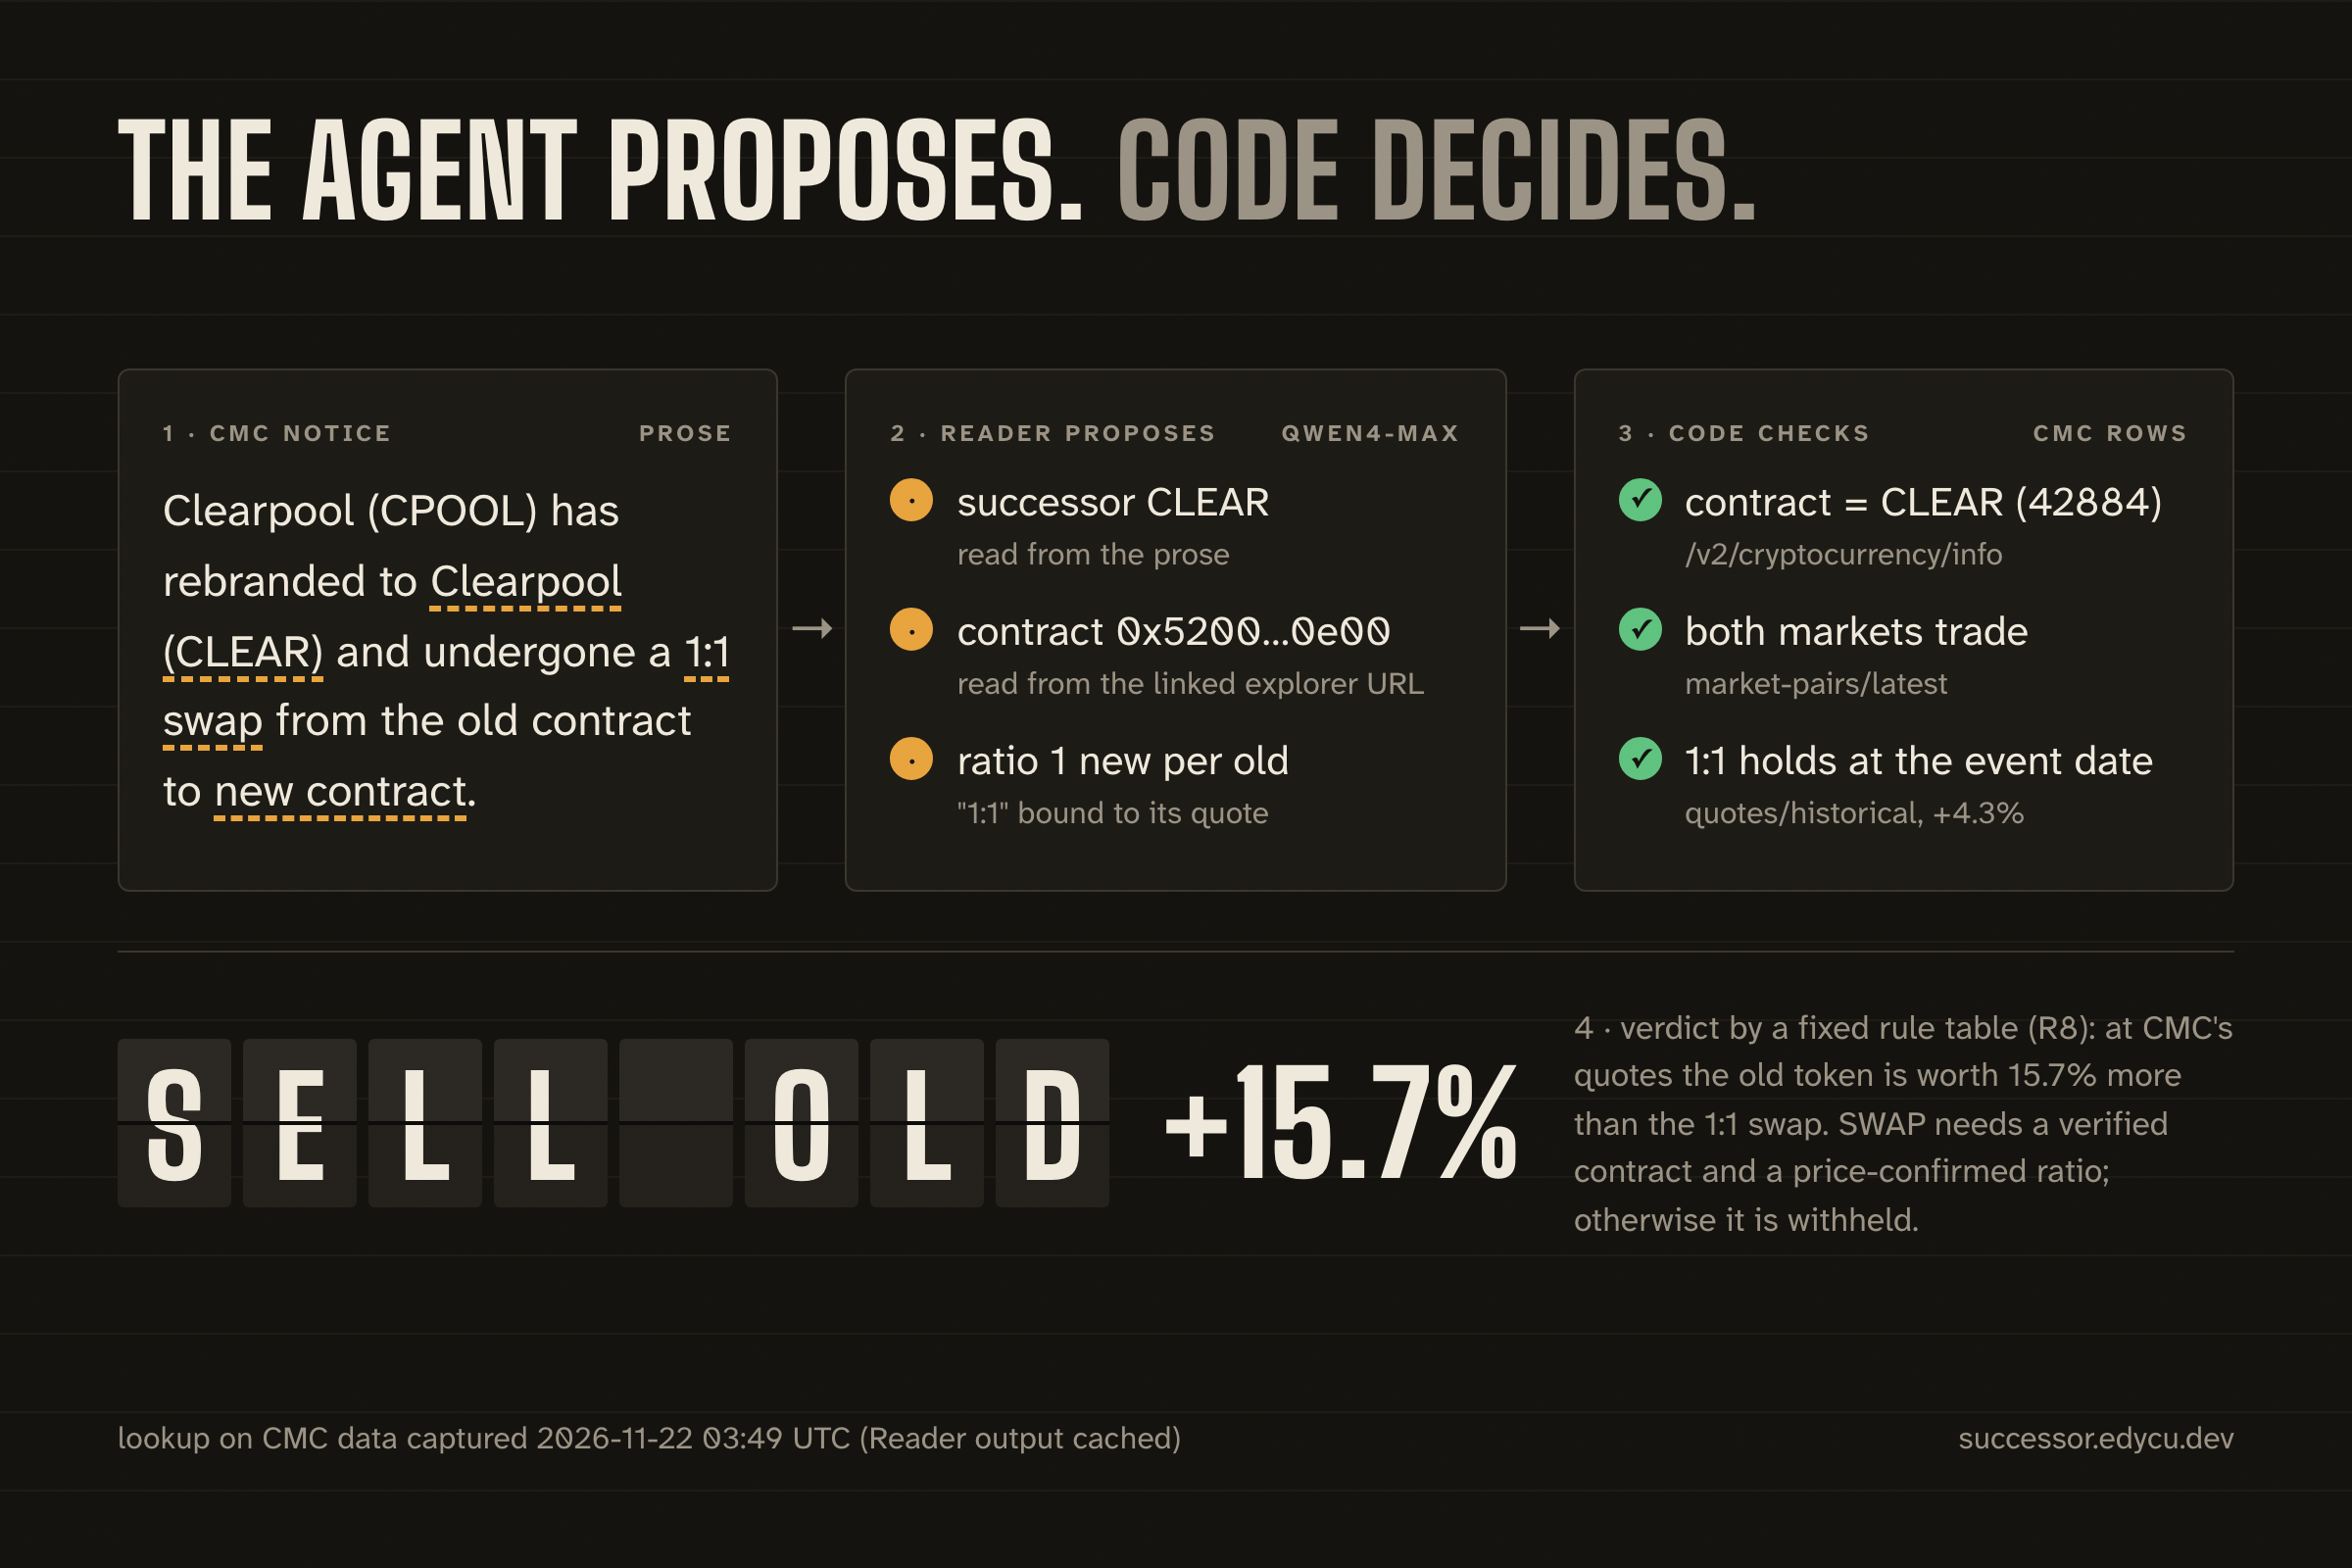 THE AGENT PROPOSES. CODE DECIDES.
1 · CMC NOTICE PROSE
Clearpool (CPOOL) has
rebranded to Clearpool
(CLEAR) and undergone a 1:1
swap from the old contract
to new contract.
→
2 · READER PROPOSES QWEN4-MAX
successor CLEAR
read from the prose
contract 0x5200…0e00
read from the linked explorer URL
ratio 1 new per old
"1:1" bound to its quote
→
3 · CODE CHECKS CMC ROWS
✓ contract = CLEAR (42884)
/v2/cryptocurrency/info
✓ both markets trade
market-pairs/latest
✓ 1:1 holds at the event date
quotes/historical, +4.3%
SELL OLD +15.7%
4 · verdict by a fixed rule table (R8): at CMC's
quotes the old token is worth 15.7% more
than the 1:1 swap. SWAP needs a verified
contract and a price-confirmed ratio;
otherwise it is withheld.
lookup on CMC data captured 2026-11-22 03:49 UTC (Reader output cached)
successor.edycu.dev